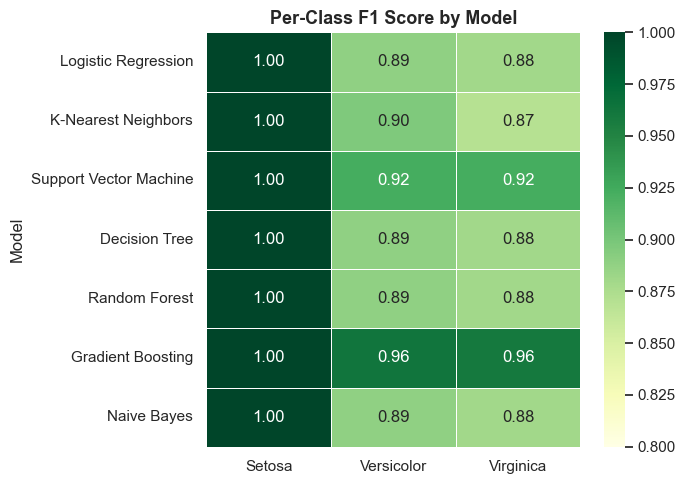 Per-Class F1 Score by Model
Model
Logistic Regression 1.00 0.89 0.88
K-Nearest Neighbors 1.00 0.90 0.87
Support Vector Machine 1.00 0.92 0.92
Decision Tree 1.00 0.89 0.88
Random Forest 1.00 0.89 0.88
Gradient Boosting 1.00 0.96 0.96
Naive Bayes 1.00 0.89 0.88
Setosa Versicolor Virginica
1.000
0.975
0.950
0.925
0.900
0.875
0.850
0.825
0.800